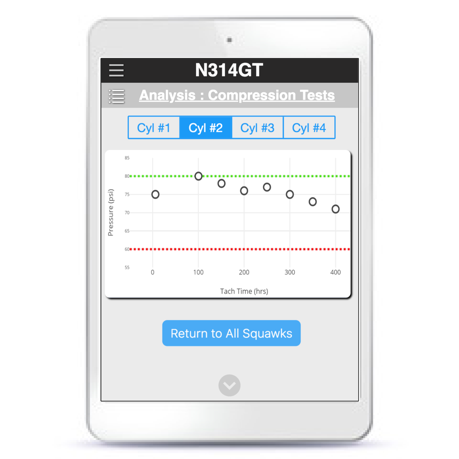 N314GT
Analysis : Compression Tests
Cyl #1 Cyl #2 Cyl #3 Cyl #4
85
80
75
70
65
60
55
Pressure (psi)
0 100 200 300 400
Tach Time (hrs)
Return to All Squawks